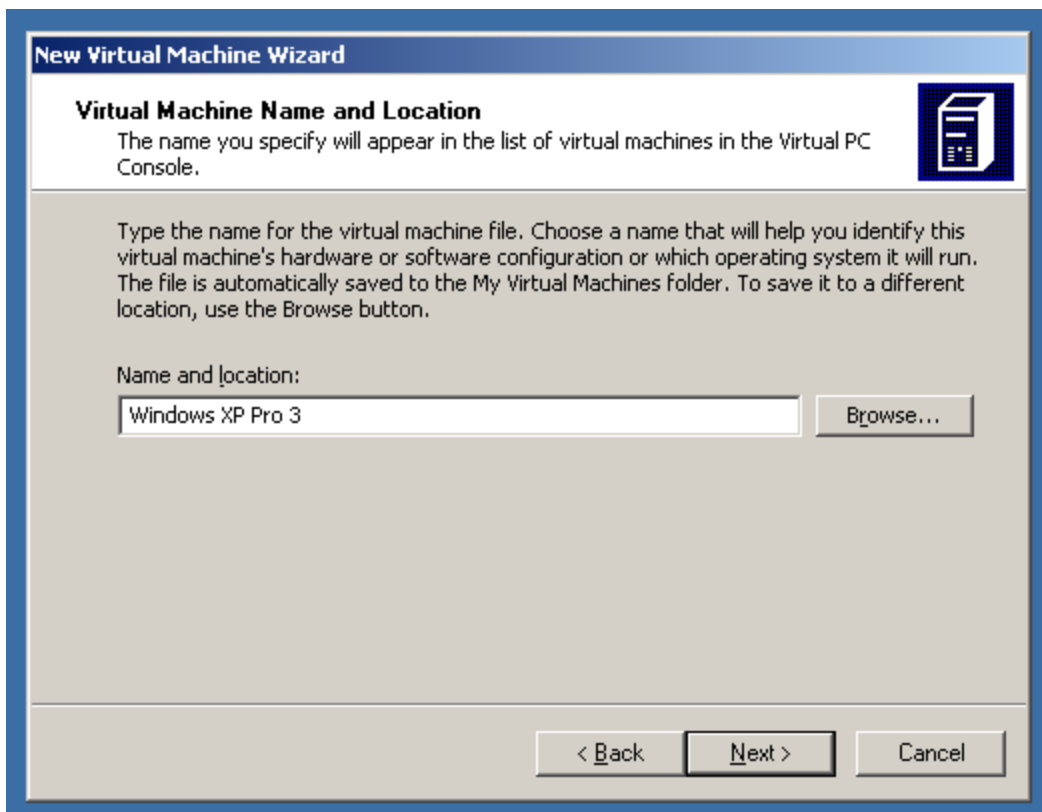 New Virtual Machine Wizard
Virtual Machine Name and Location
The name you specify will appear in the list of virtual machines in the Virtual PC
Console.
Type the name for the virtual machine file. Choose a name that will help you identify this
virtual machine's hardware or software configuration or which operating system it will run.
The file is automatically saved to the My Virtual Machines folder. To save it to a different
location, use the Browse button.
Name and location:
Windows XP Pro 3
Browse...
< Back
Next >
Cancel